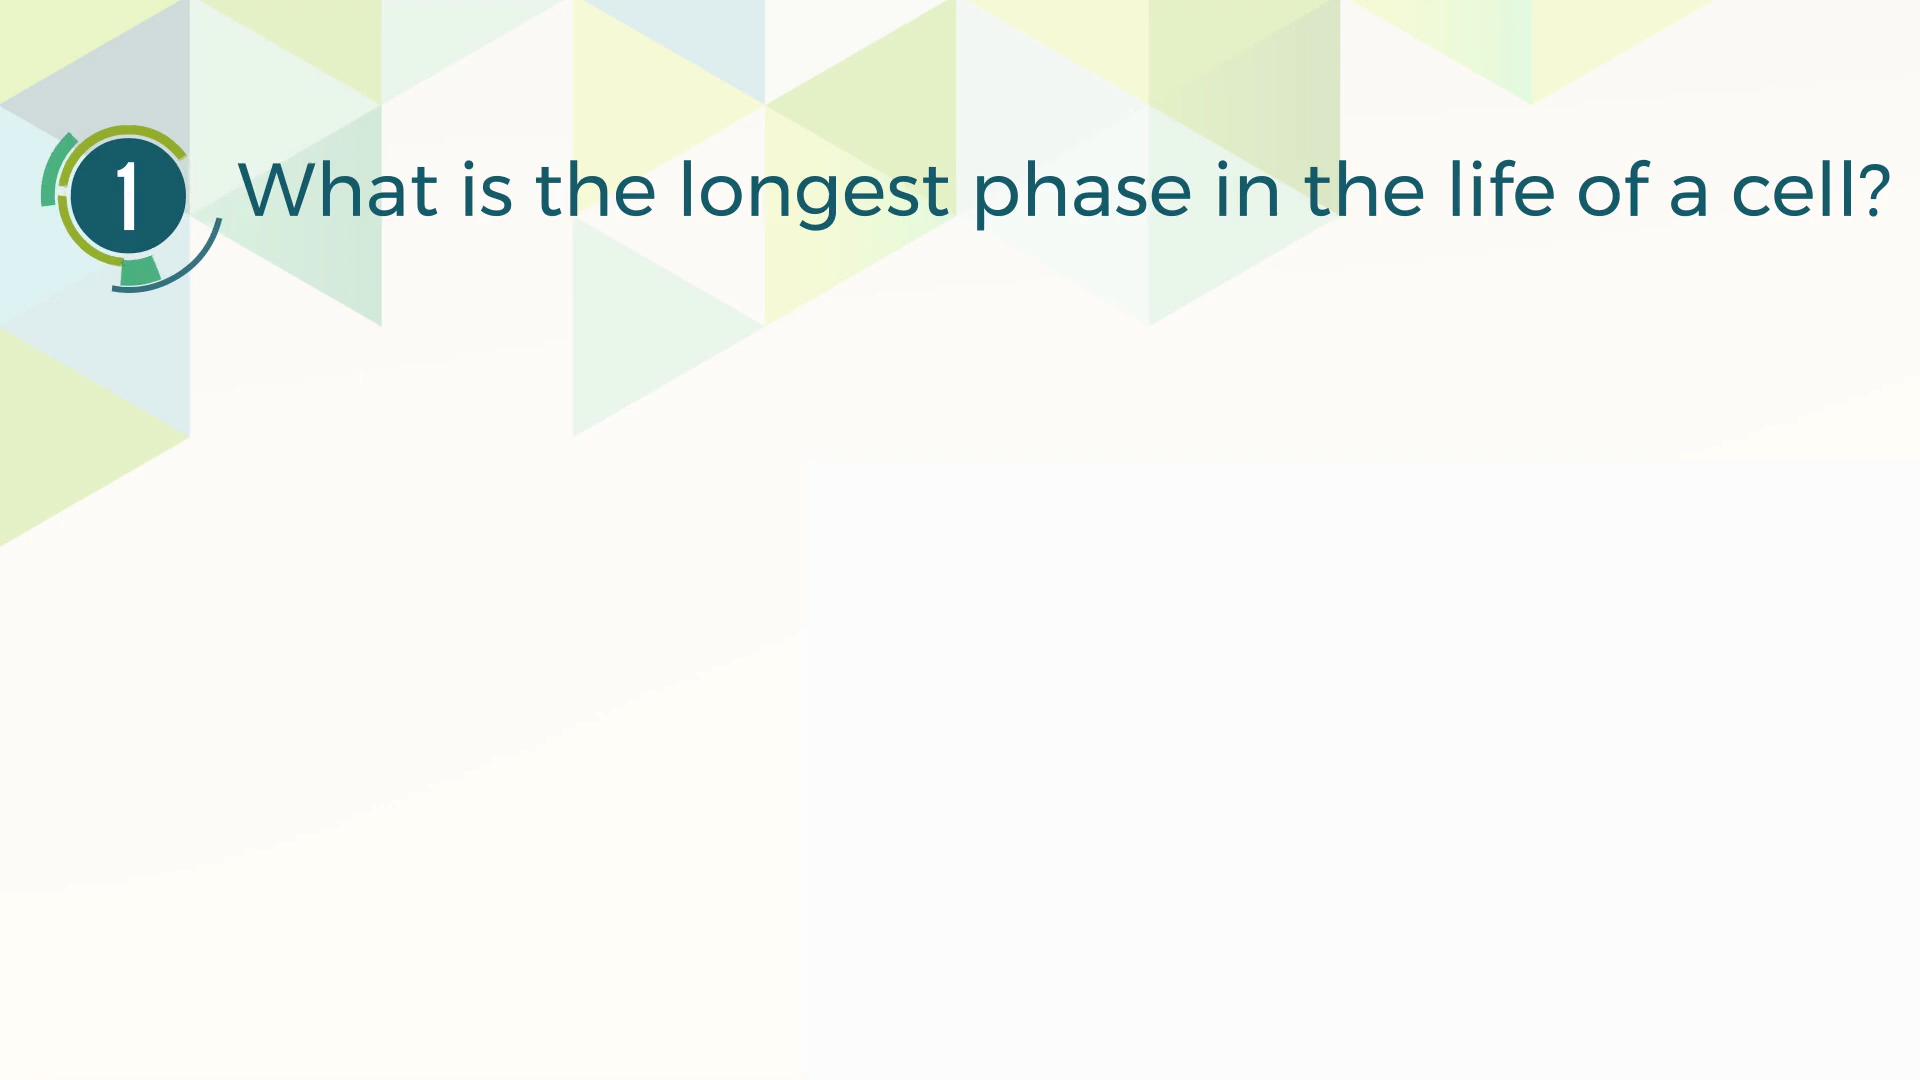 1 What is the longest phase in the life of a cell?